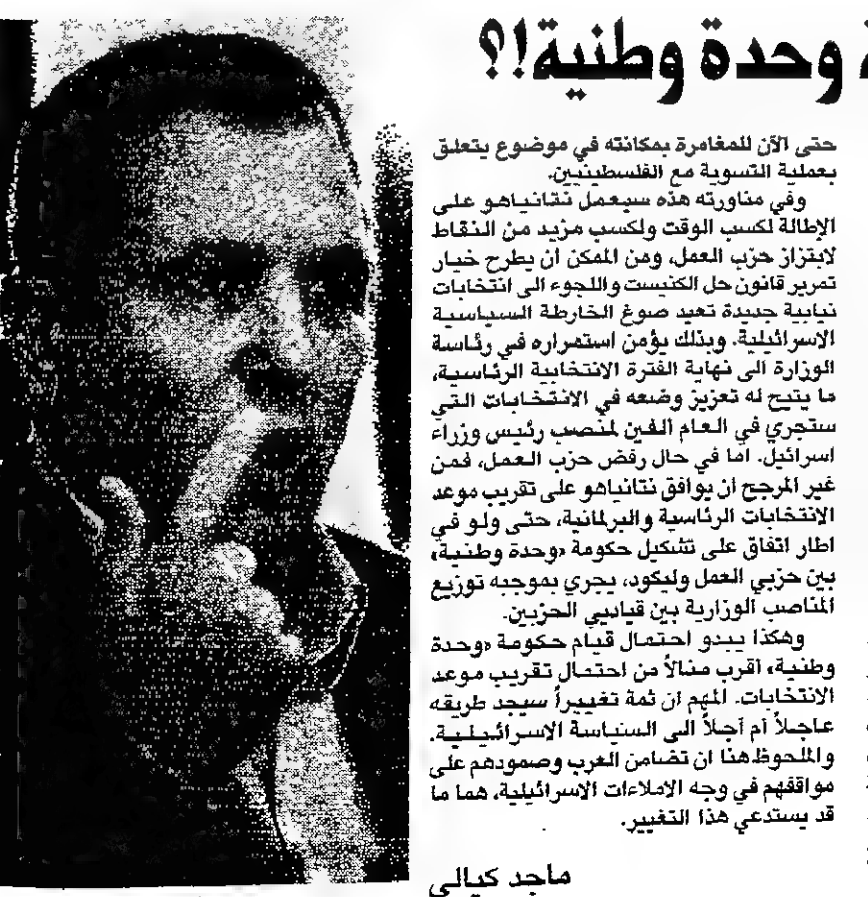 وحدة وطنية!؟
حتى الآن للمغامرة بمكانته في موضوع يتعلق
بعملية التسوية مع الفلسطينيين.
وفي مناورته هذه سيعمل نتانياهو على
الإطالة لكسب الوقت ولكسب مزيد من النقاط
لابتزاز حزب العمل، ومن الممكن ان يطرح خيار
تمرير قانون حل الكنيست واللجوء الى انتخابات
نيابية جديدة تعيد صوغ الخارطة السياسية
الاسرائيلية. وبذلك يؤمن استمراره في رئاسة
الوزارة الى نهاية الفترة الانتخابية الرئاسية،
ما يتيح له تعزيز وضعه في الانتخابات التي
ستجري في العام الفين لمنصب رئيس وزراء
اسرائيل. اما في حال رفض حزب العمل، فمن
غير المرجح ان يوافق نتانياهو على تقريب موعد
الانتخابات الرئاسية والبرلمانية، حتى ولو في
اطار اتفاق على تشكيل حكومة «وحدة وطنية»
بين حزبي العمل وليكود، يجري بموجبه توزيع
المناصب الوزارية بين قياديي الحزبين.
وهكذا يبدو احتمال قيام حكومة «وحدة
وطنية» اقرب منالاً من احتمال تقريب موعد
الانتخابات. المهم ان ثمة تغييراً سيجد طريقه
عاجلاً أم آجلاً الى السياسة الاسرائيلية.
والملحوظ هنا ان تضامن العرب وصمودهم على
مواقفهم في وجه الاملاءات الاسرائيلية، هما ما
قد يستدعي هذا التغيير.
ماجد كيالي